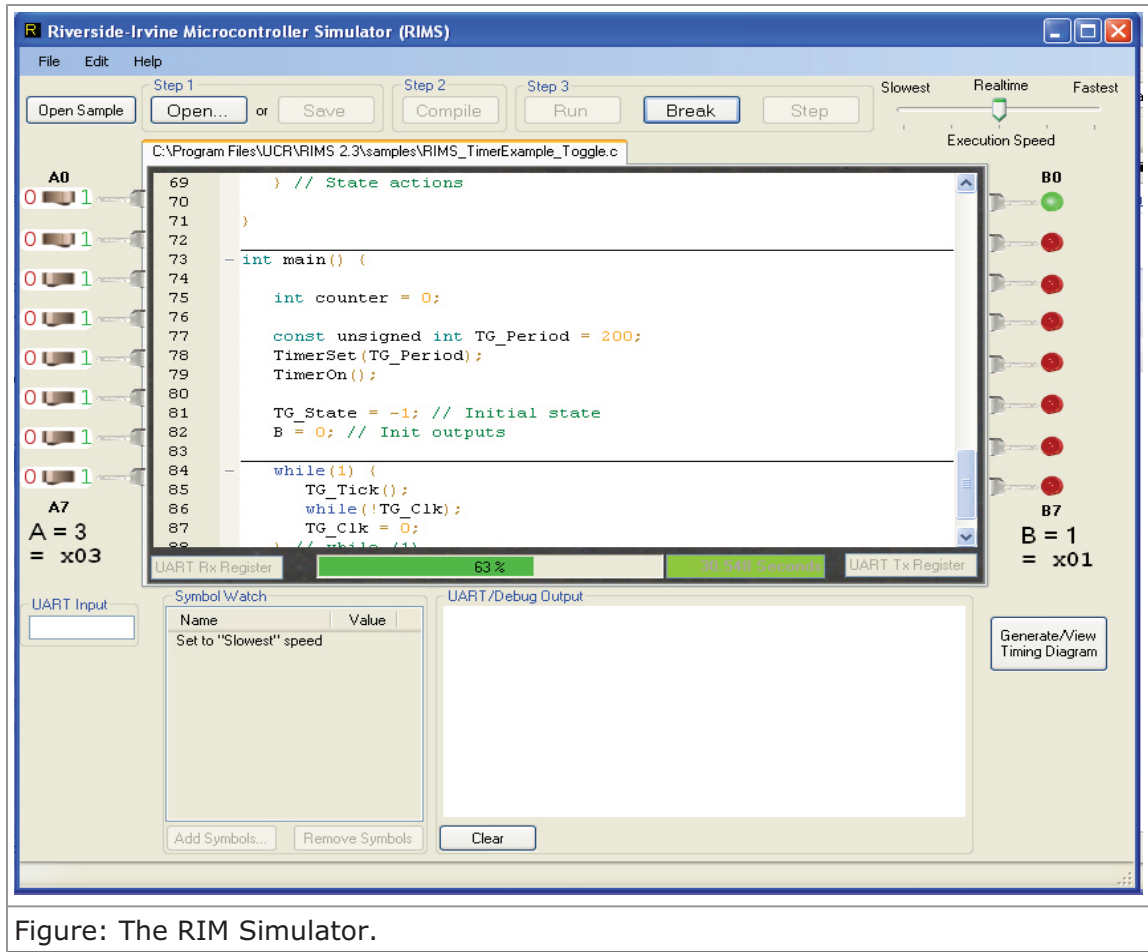 Riverside-Irvine Microcontroller Simulator (RIMS)
File Edit Help
Step 1 Step 2 Step 3 Slowest Realtime Fastest
Open Sample Open... or Save Compile Run Break Step
Execution Speed
C:\Program Files\UCR\RIMS 2.3\samples\RIMS_TimerExample_Toggle.c
A0 B0
0 1
0 1
0 1
0 1
0 1
0 1
0 1
0 1
A7 B7
A = 3 B = 1
= x03 = x01
69 } // State actions
70
71 }
72
73 int main() {
74
75 int counter = 0;
76
77 const unsigned int TG_Period = 200;
78 TimerSet(TG_Period);
79 TimerOn();
80
81 TG_State = -1; // Initial state
82 B = 0; // Init outputs
83
84 while(1) {
85 TG_Tick();
86 while(!TG_Clk);
87 TG_Clk = 0;
88 } // while (1)
UART Rx Register 63 % Seconds UART Tx Register
UART Input Symbol Watch UART/Debug Output
Name Value
Set to "Slowest" speed
Generate/View
Timing Diagram
Add Symbols... Remove Symbols Clear
Figure: The RIM Simulator.